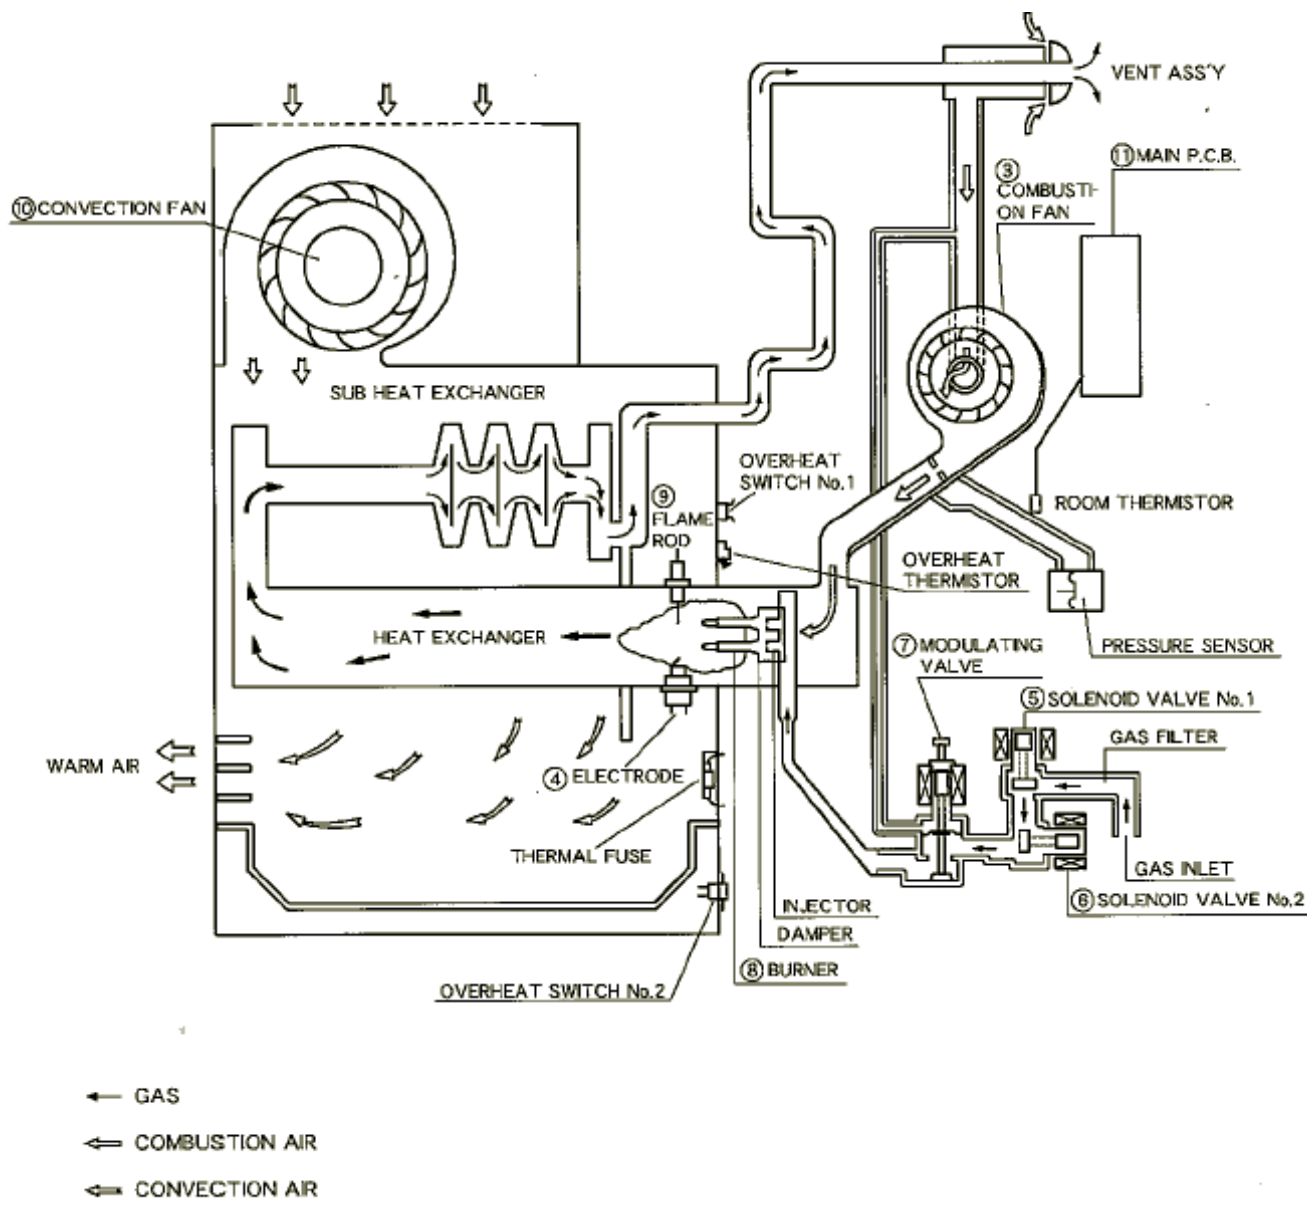 VENT ASS'Y
⑪MAIN P.C.B.
③
COMBUSTI-
ON FAN
⑩CONVECTION FAN
SUB HEAT EXCHANGER
OVERHEAT
SWITCH No.1
⑨
FLAME
ROD
ROOM THERMISTOR
OVERHEAT
THERMISTOR
HEAT EXCHANGER
⑦MODULATING
VALVE
PRESSURE SENSOR
⑤SOLENOID VALVE No.1
GAS FILTER
WARM AIR
④ELECTRODE
THERMAL FUSE
GAS INLET
⑥SOLENOID VALVE No.2
INJECTOR
DAMPER
⑧BURNER
OVERHEAT SWITCH No.2
GAS
COMBUSTION AIR
CONVECTION AIR